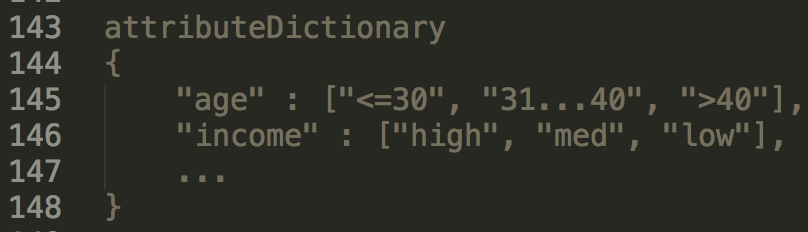 143 attributeDictionary
144 {
145 "age" : ["<=30", "31...40", ">40"],
146 "income" : ["high", "med", "low"],
147 ...
148 }